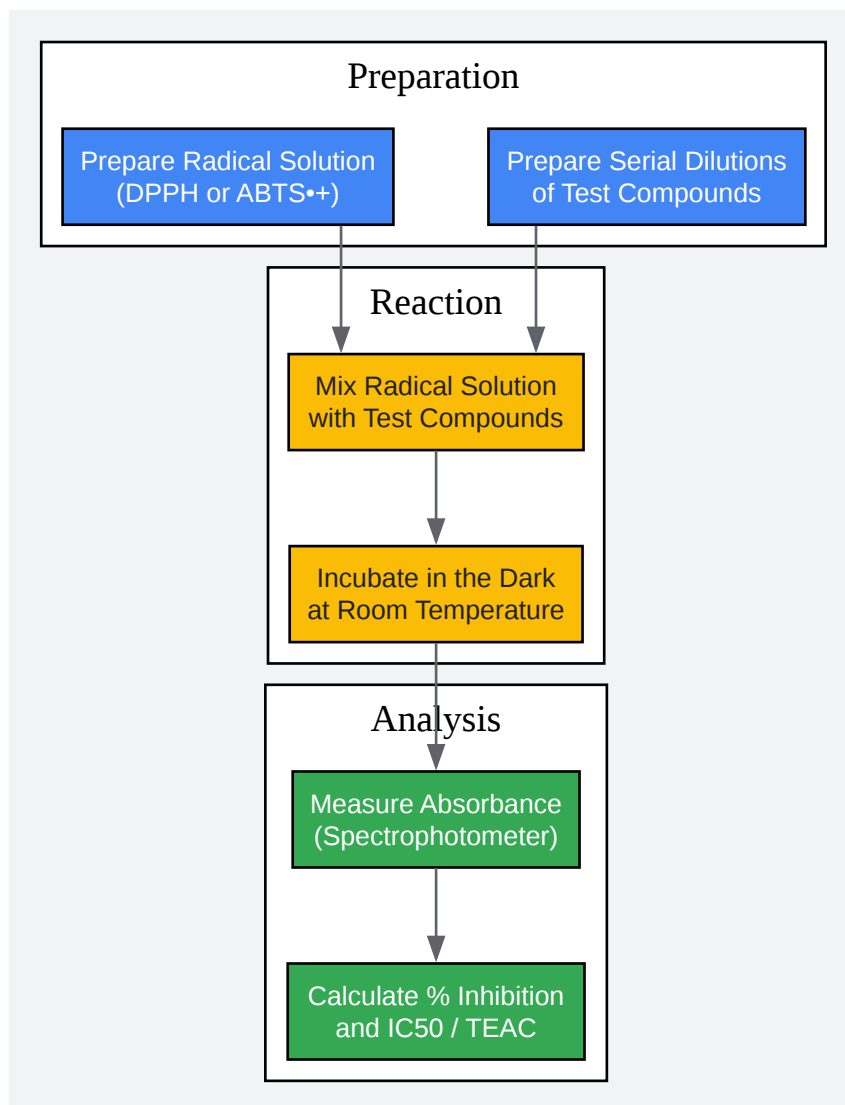 Preparation
Prepare Radical Solution
(DPPH or ABTS•+)
Prepare Serial Dilutions
of Test Compounds
Reaction
Mix Radical Solution
with Test Compounds
Incubate in the Dark
at Room Temperature
Analysis
Measure Absorbance
(Spectrophotometer)
Calculate % Inhibition
and IC50 / TEAC